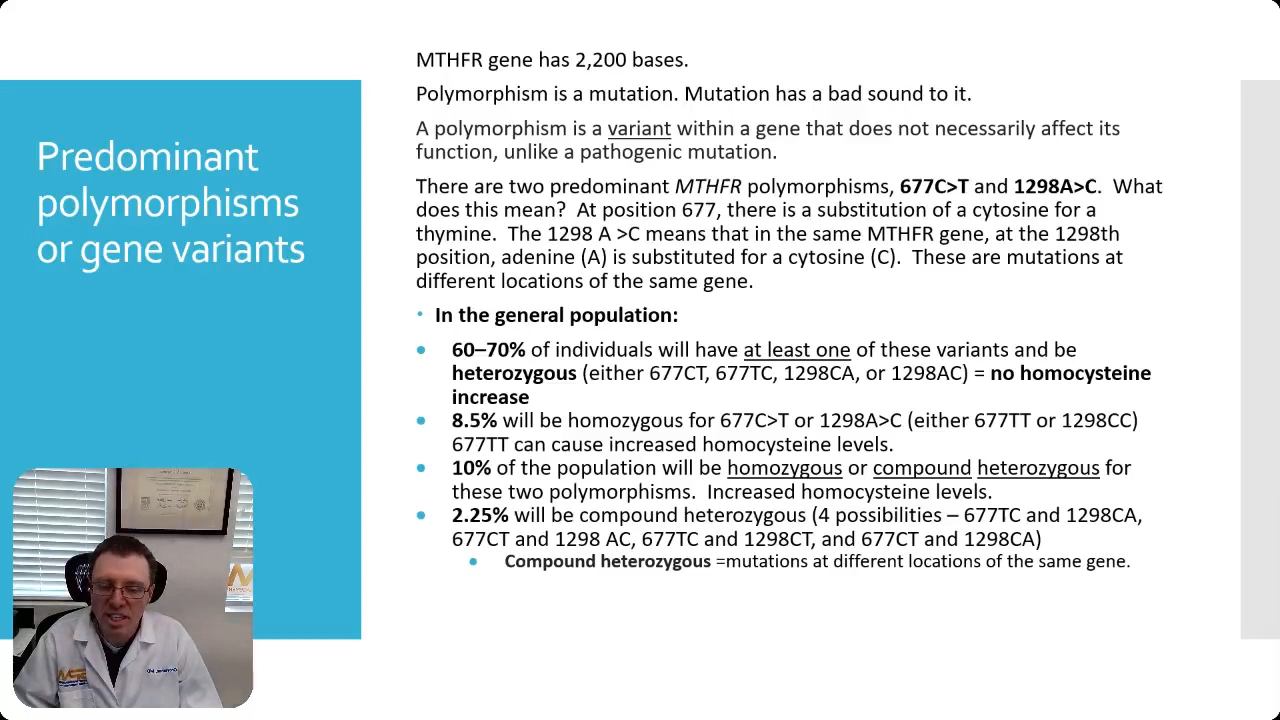 Predominant
polymorphisms
or gene variants
MTHFR gene has 2,200 bases.
Polymorphism is a mutation. Mutation has a bad sound to it.
A polymorphism is a variant within a gene that does not necessarily affect its
function, unlike a pathogenic mutation.
There are two predominant MTHFR polymorphisms, 677C>T and 1298A>C.  What
does this mean?  At position 677, there is a substitution of a cytosine for a
thymine.  The 1298 A >C means that in the same MTHFR gene, at the 1298th
position, adenine (A) is substituted for a cytosine (C).  These are mutations at
different locations of the same gene.
• In the general population:
• 60–70% of individuals will have at least one of these variants and be
heterozygous (either 677CT, 677TC, 1298CA, or 1298AC) = no homocysteine
increase
• 8.5% will be homozygous for 677C>T or 1298A>C (either 677TT or 1298CC)
677TT can cause increased homocysteine levels.
• 10% of the population will be homozygous or compound heterozygous for
these two polymorphisms.  Increased homocysteine levels.
• 2.25% will be compound heterozygous (4 possibilities – 677TC and 1298CA,
677CT and 1298 AC, 677TC and 1298CT, and 677CT and 1298CA)
• Compound heterozygous =mutations at different locations of the same gene.